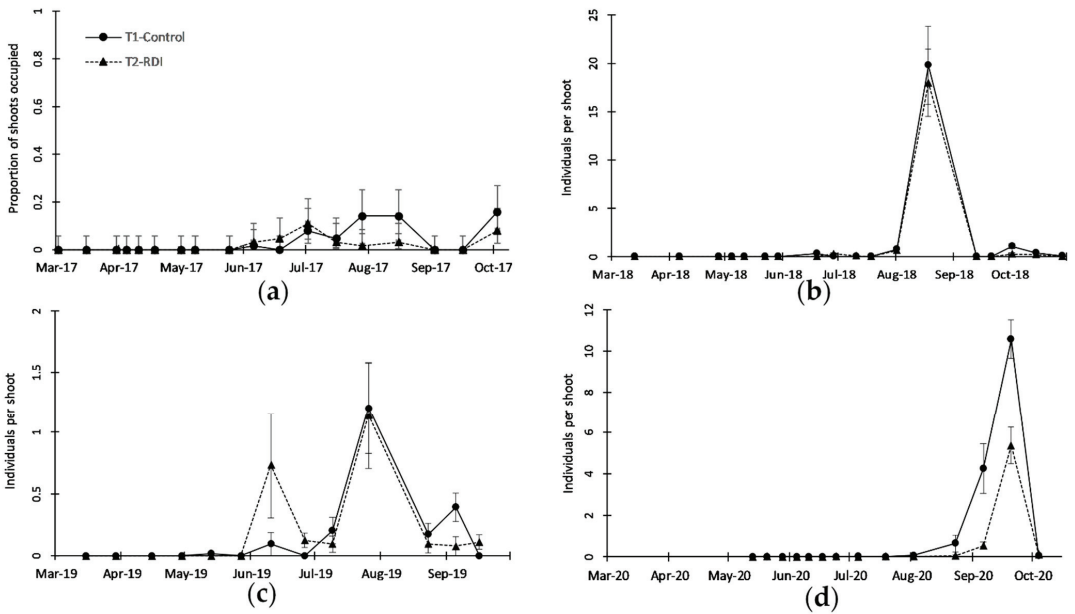 Proportion of shoots occupied
1
0.8
0.6
0.4
0.2
0
T1-Control
T2-RDI
Mar-17 Apr-17 May-17 Jun-17 Jul-17 Aug-17 Sep-17 Oct-17
(a)
Individuals per shoot
25
20
15
10
5
0
Mar-18 Apr-18 May-18 Jun-18 Jul-18 Aug-18 Sep-18 Oct-18
(b)
Individuals per shoot
2
1.5
1
0.5
0
Mar-19 Apr-19 May-19 Jun-19 Jul-19 Aug-19 Sep-19
(c)
Individuals per shoot
12
10
8
6
4
2
0
Mar-20 Apr-20 May-20 Jun-20 Jul-20 Aug-20 Sep-20 Oct-20
(d)